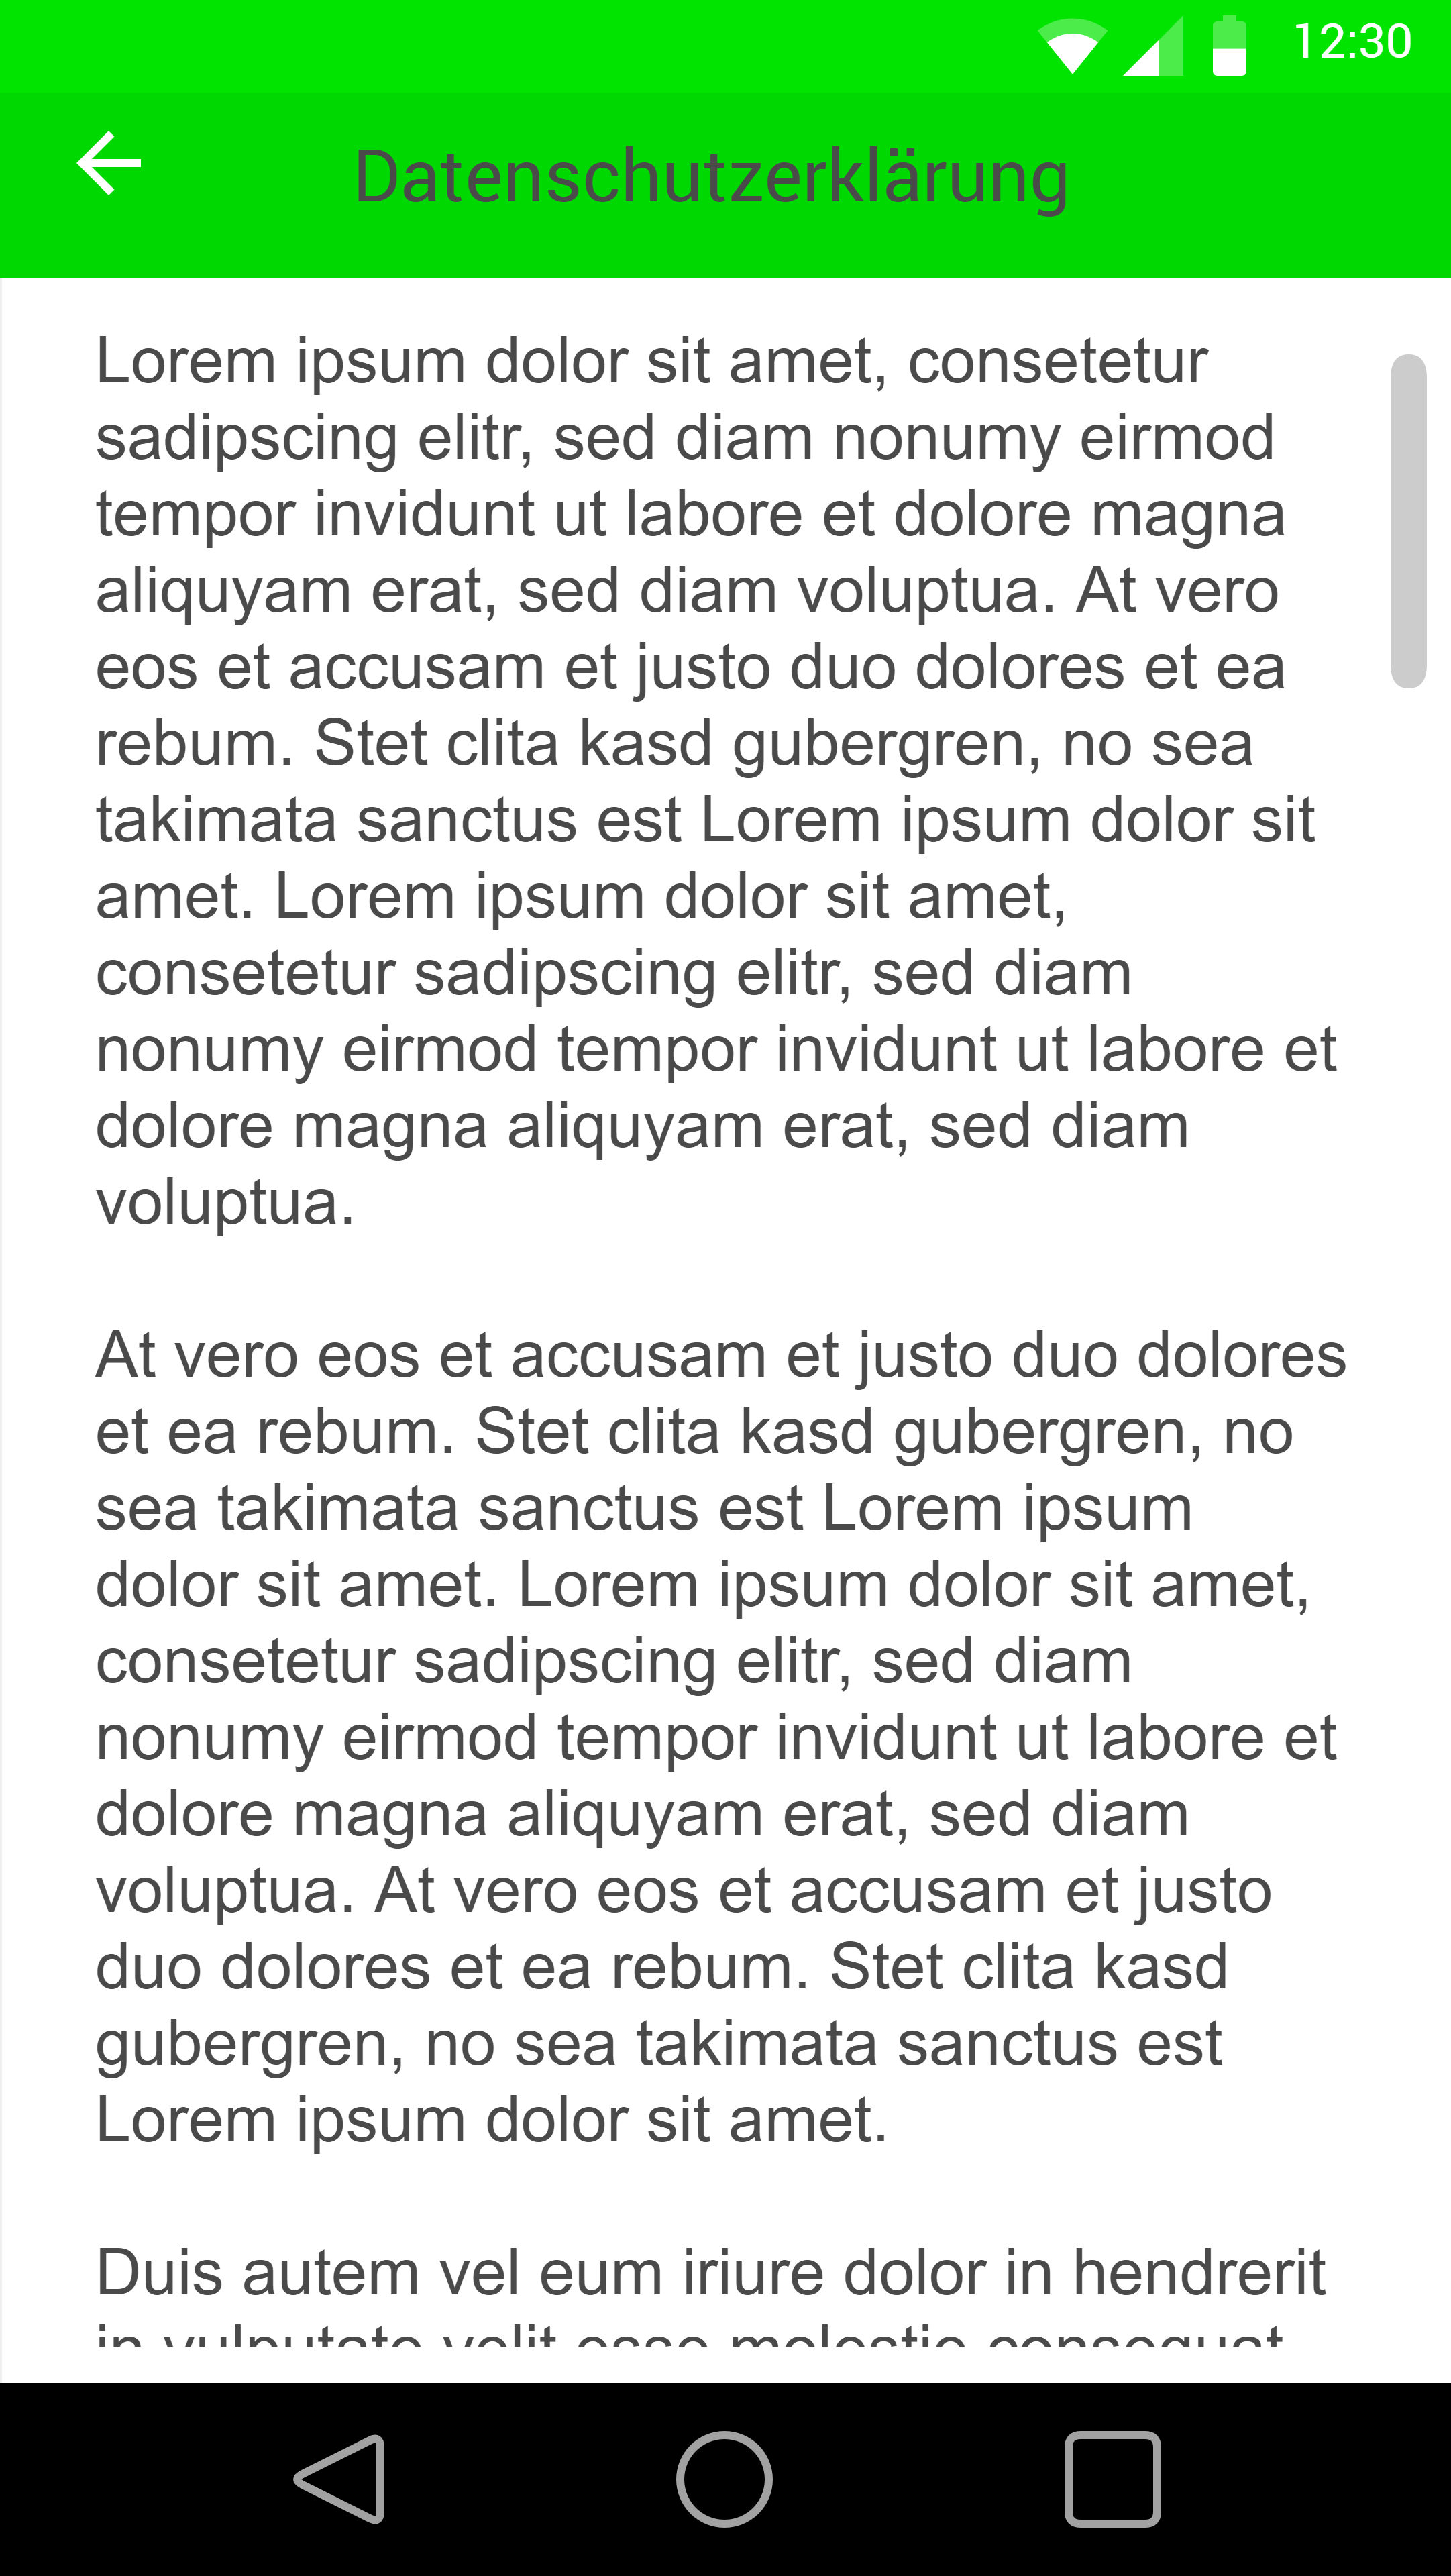 12:30
Datenschutzerklärung
Lorem ipsum dolor sit amet, consetetur
sadipscing elitr, sed diam nonumy eirmod
tempor invidunt ut labore et dolore magna
aliquyam erat, sed diam voluptua. At vero
eos et accusam et justo duo dolores et ea
rebum. Stet clita kasd gubergren, no sea
takimata sanctus est Lorem ipsum dolor sit
amet. Lorem ipsum dolor sit amet,
consetetur sadipscing elitr, sed diam
nonumy eirmod tempor invidunt ut labore et
dolore magna aliquyam erat, sed diam
voluptua.
At vero eos et accusam et justo duo dolores
et ea rebum. Stet clita kasd gubergren, no
sea takimata sanctus est Lorem ipsum
dolor sit amet. Lorem ipsum dolor sit amet,
consetetur sadipscing elitr, sed diam
nonumy eirmod tempor invidunt ut labore et
dolore magna aliquyam erat, sed diam
voluptua. At vero eos et accusam et justo
duo dolores et ea rebum. Stet clita kasd
gubergren, no sea takimata sanctus est
Lorem ipsum dolor sit amet.
Duis autem vel eum iriure dolor in hendrerit
in vulputate velit esse molestie consequat